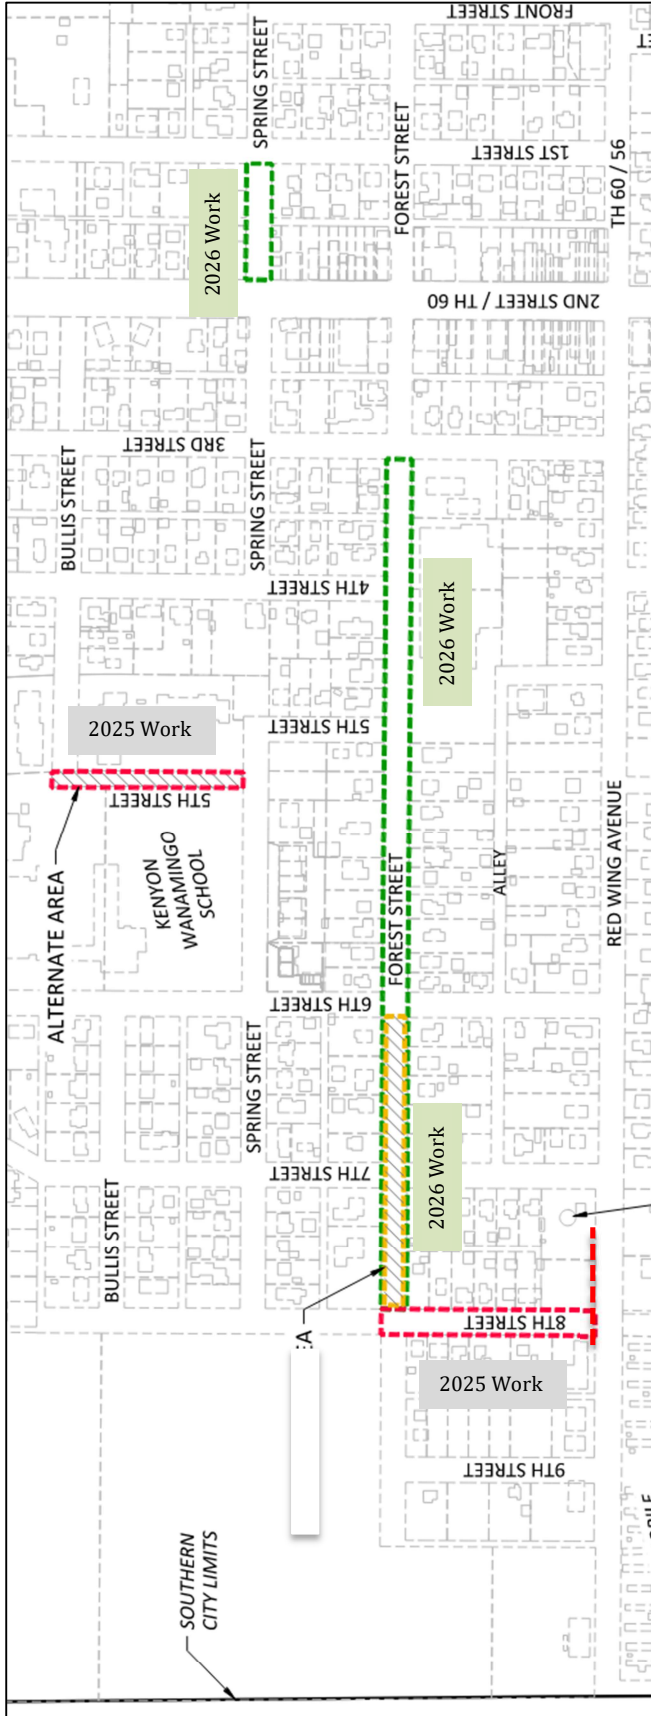 FRONT STREET
SPRING STREET
FOREST STREET
1ST STREET
TH 60 / 56
2026 Work
2ND STREET / TH 60
3RD STREET
BULLIS STREET
SPRING STREET
4TH STREET
2026 Work
2025 Work
5TH STREET
5TH STREET
ALTERNATE AREA
KENYON
WANAMINGO
SCHOOL
FOREST STREET
ALLEY
RED WING AVENUE
6TH STREET
SPRING STREET
7TH STREET
2026 Work
BULLIS STREET
8TH STREET
2025 Work
9TH STREET
SOUTHERN
CITY LIMITS